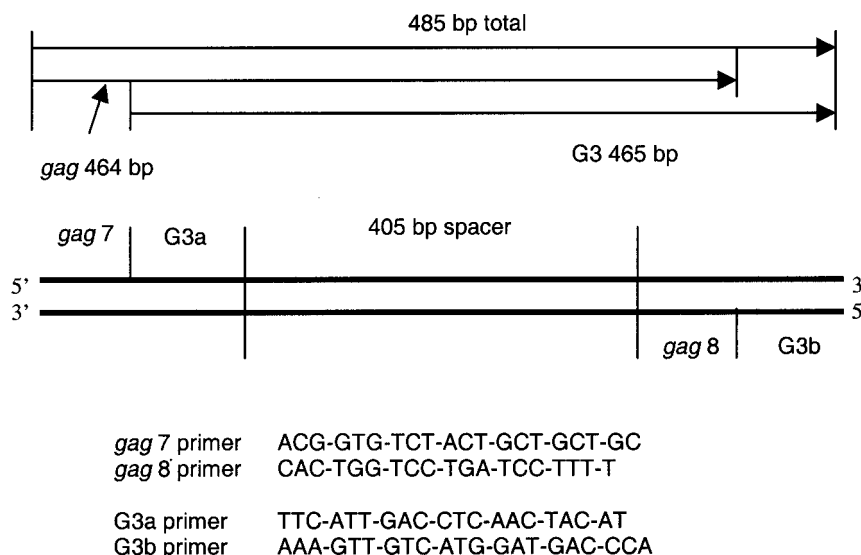 485 bp total
gag 464 bp
G3 465 bp
gag 7
G3a
405 bp spacer
5’
3
3’
5
gag 8
G3b
gag 7 primer ACG-GTG-TCT-ACT-GCT-GCT-GC
gag 8 primer CAC-TGG-TCC-TGA-TCC-TTT-T
G3a primer TTC-ATT-GAC-CTC-AAC-TAC-AT
G3b primer AAA-GTT-GTC-ATG-GAT-GAC-CCA